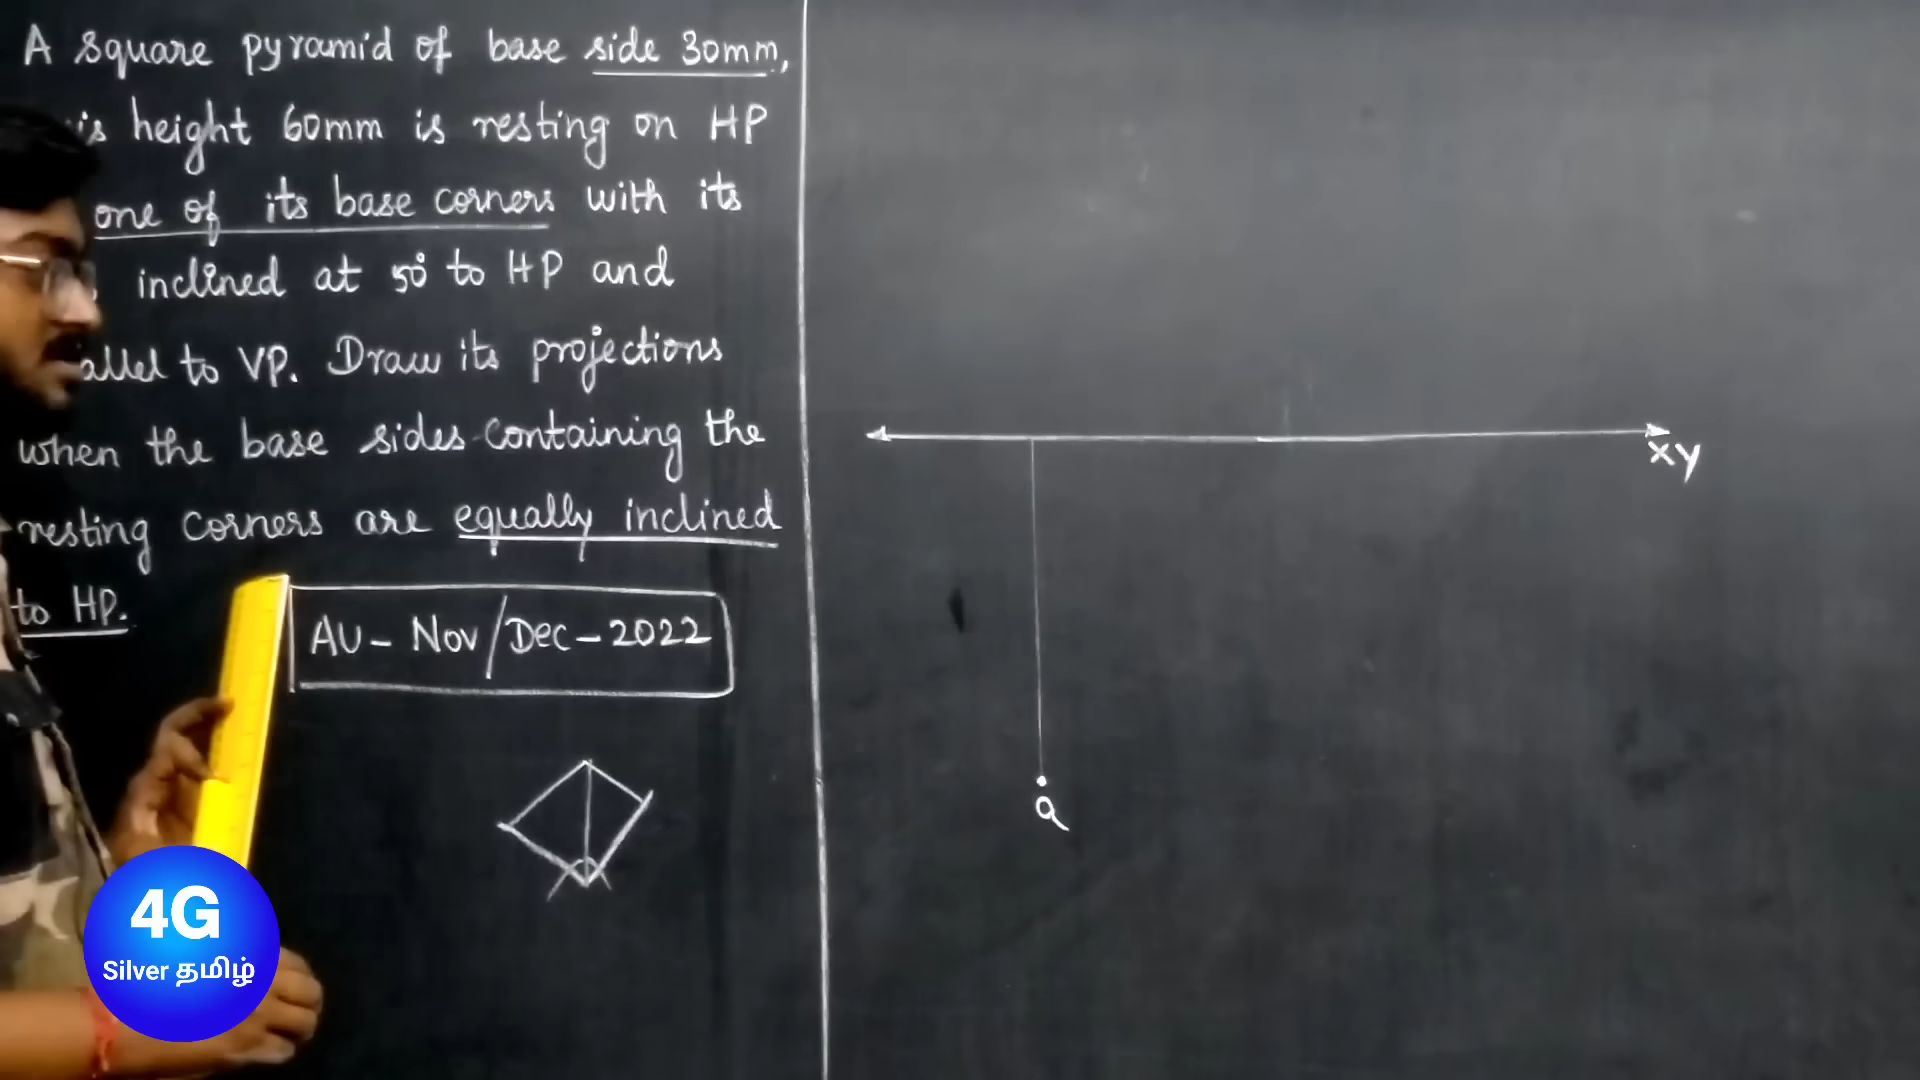 A square pyramid of base side 30mm,
height 60mm is resting on HP
one of its base corners with its
inclined at 50° to HP and
to VP. Draw its projections
when the base sides containing the
resting corners are equally inclined
to HP.
AU - Nov/Dec - 2022
XY
a
4G
Silver தமிழ்